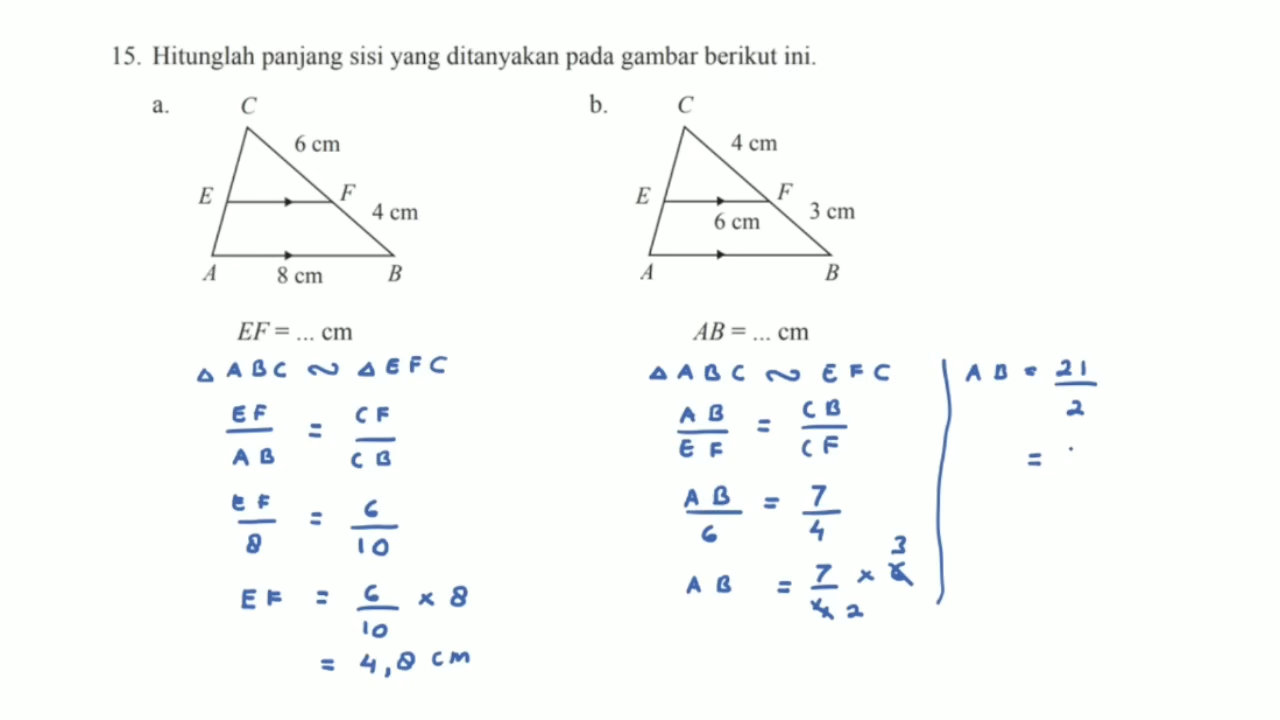 15. Hitunglah panjang sisi yang ditanyakan pada gambar berikut ini.
a.
C
6 cm
E
F
4 cm
A
8 cm
B
EF = ... cm
△ ABC ∾ △ EFC
EF/AB = CF/CB
EF/8 = 6/10
EF = 6/10 × 8
= 4,8 cm
b.
C
4 cm
E
F
6 cm
3 cm
A
B
AB = ... cm
△ ABC ∾ EFC
AB/EF = CB/CF
AB/6 = 7/4
AB = 7/4 2 × 6 3
AB = 21/2
=